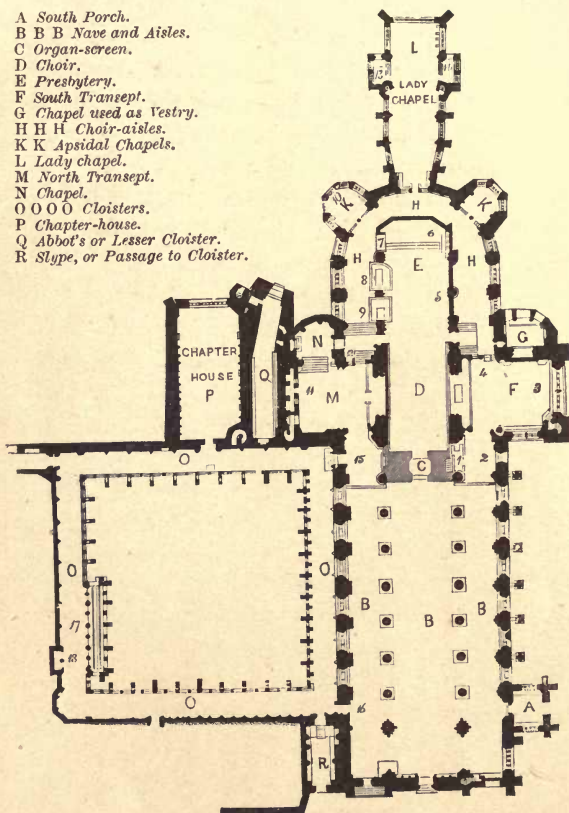 A South Porch.
B B B Nave and Aisles.
C Organ-screen.
D Choir.
E Presbytery.
F South Transept.
G Chapel used as Vestry.
H H H Choir-aisles.
K K Apsidal Chapels.
L Lady chapel.
M North Transept.
N Chapel.
O O O O Cloisters.
P Chapter-house.
Q Abbot's or Lesser Cloister.
R Slype, or Passage to Cloister.
L
LADY
CHAPEL
K
H
K
7
6
H
E
H
8
5
9
N
G
CHAPTER
HOUSE
P
Q
4
11
M
D
F
3
O
15
C
1
2
O
O
B
B
B
17
18
16
A
O
R